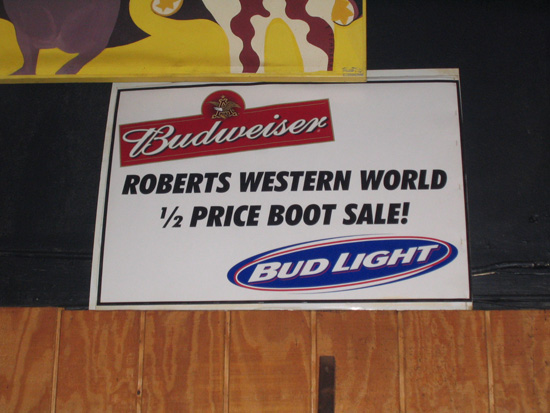 Budweiser
ROBERTS WESTERN WORLD
½ PRICE BOOT SALE!
BUD LIGHT